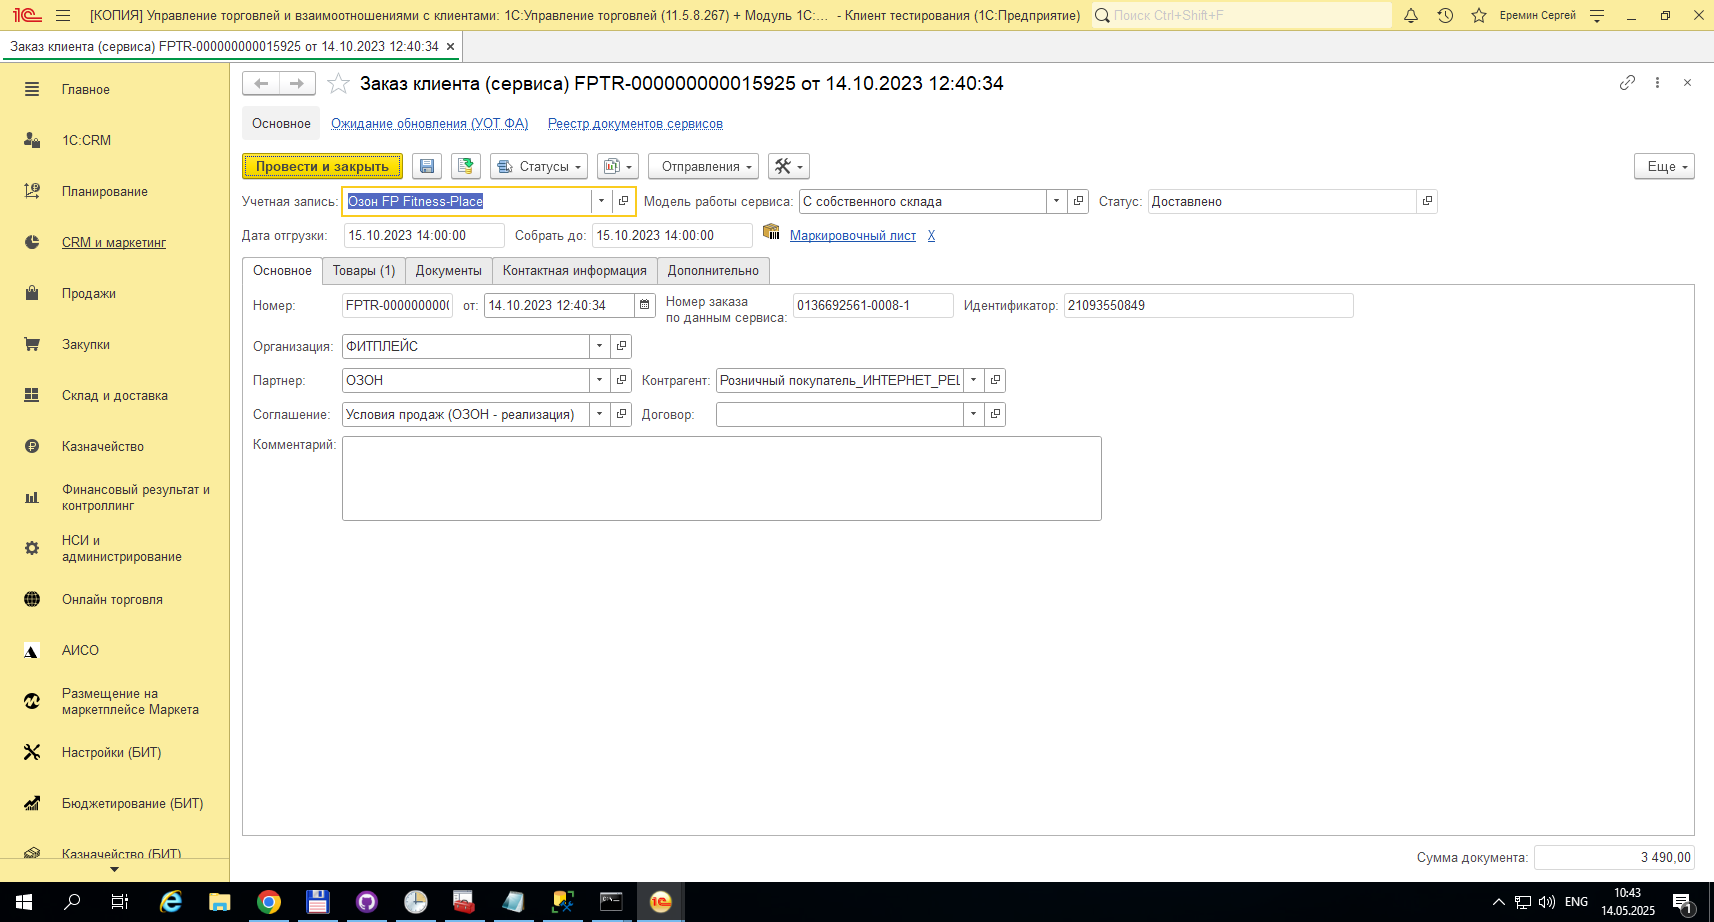 [КОПИЯ] Управление торговлей и взаимоотношениями с клиентами: 1С:Управление торговлей (11.5.8.267) + Модуль 1С:... - Клиент тестирования (1С:Предприятие)
Поиск Ctrl+Shift+F
Еремин Сергей
Заказ клиента (сервиса) FPTR-000000000015925 от 14.10.2023 12:40:34
Главное
1С:CRM
Планирование
CRM и маркетинг
Продажи
Закупки
Склад и доставка
Казначейство
Финансовый результат и
контроллинг
НСИ и
администрирование
Онлайн торговля
АИСО
Размещение на
маркетплейсе Маркета
Настройки (БИТ)
Бюджетирование (БИТ)
Казначейство (БИТ)
Заказ клиента (сервиса) FPTR-000000000015925 от 14.10.2023 12:40:34
Основное Ожидание обновления (УОТ ФА) Реестр документов сервисов
Провести и закрыть Статусы Отправления Еще
Учетная запись: Озон FP Fitness-Place Модель работы сервиса: С собственного склада Статус: Доставлено
Дата отгрузки: 15.10.2023 14:00:00 Собрать до: 15.10.2023 14:00:00 Маркировочный лист X
Основное Товары (1) Документы Контактная информация Дополнительно
Номер: FPTR-000000000 от: 14.10.2023 12:40:34 Номер заказа
по данным сервиса: 0136692561-0008-1 Идентификатор: 21093550849
Организация: ФИТПЛЕЙС
Партнер: ОЗОН Контрагент: Розничный покупатель_ИНТЕРНЕТ_РЕ
Соглашение: Условия продаж (ОЗОН - реализация) Договор:
Комментарий:
Сумма документа: 3 490,00
ENG
10:43
14.05.2025
1